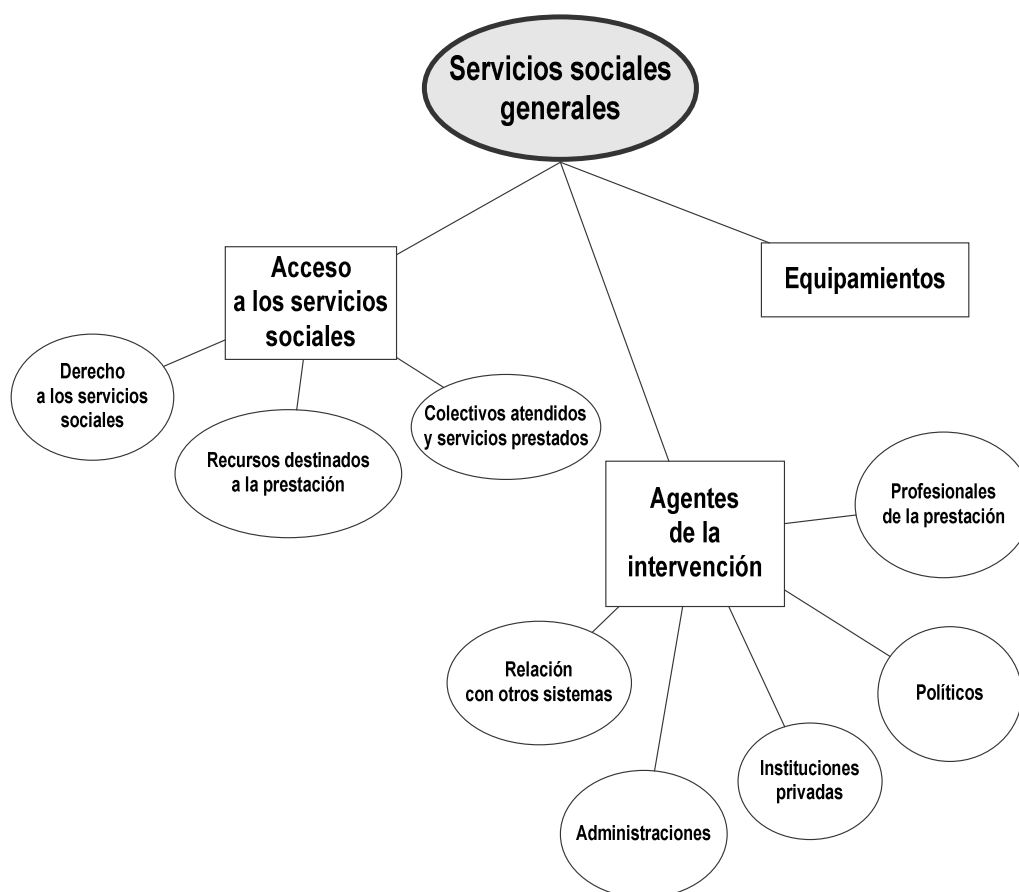 Servicios sociales
generales
Acceso
a los servicios
sociales
Equipamientos
Derecho
a los servicios
sociales
Recursos destinados
a la prestación
Colectivos atendidos
y servicios prestados
Agentes
de la
intervención
Profesionales
de la prestación
Relación
con otros sistemas
Políticos
Instituciones
privadas
Administraciones